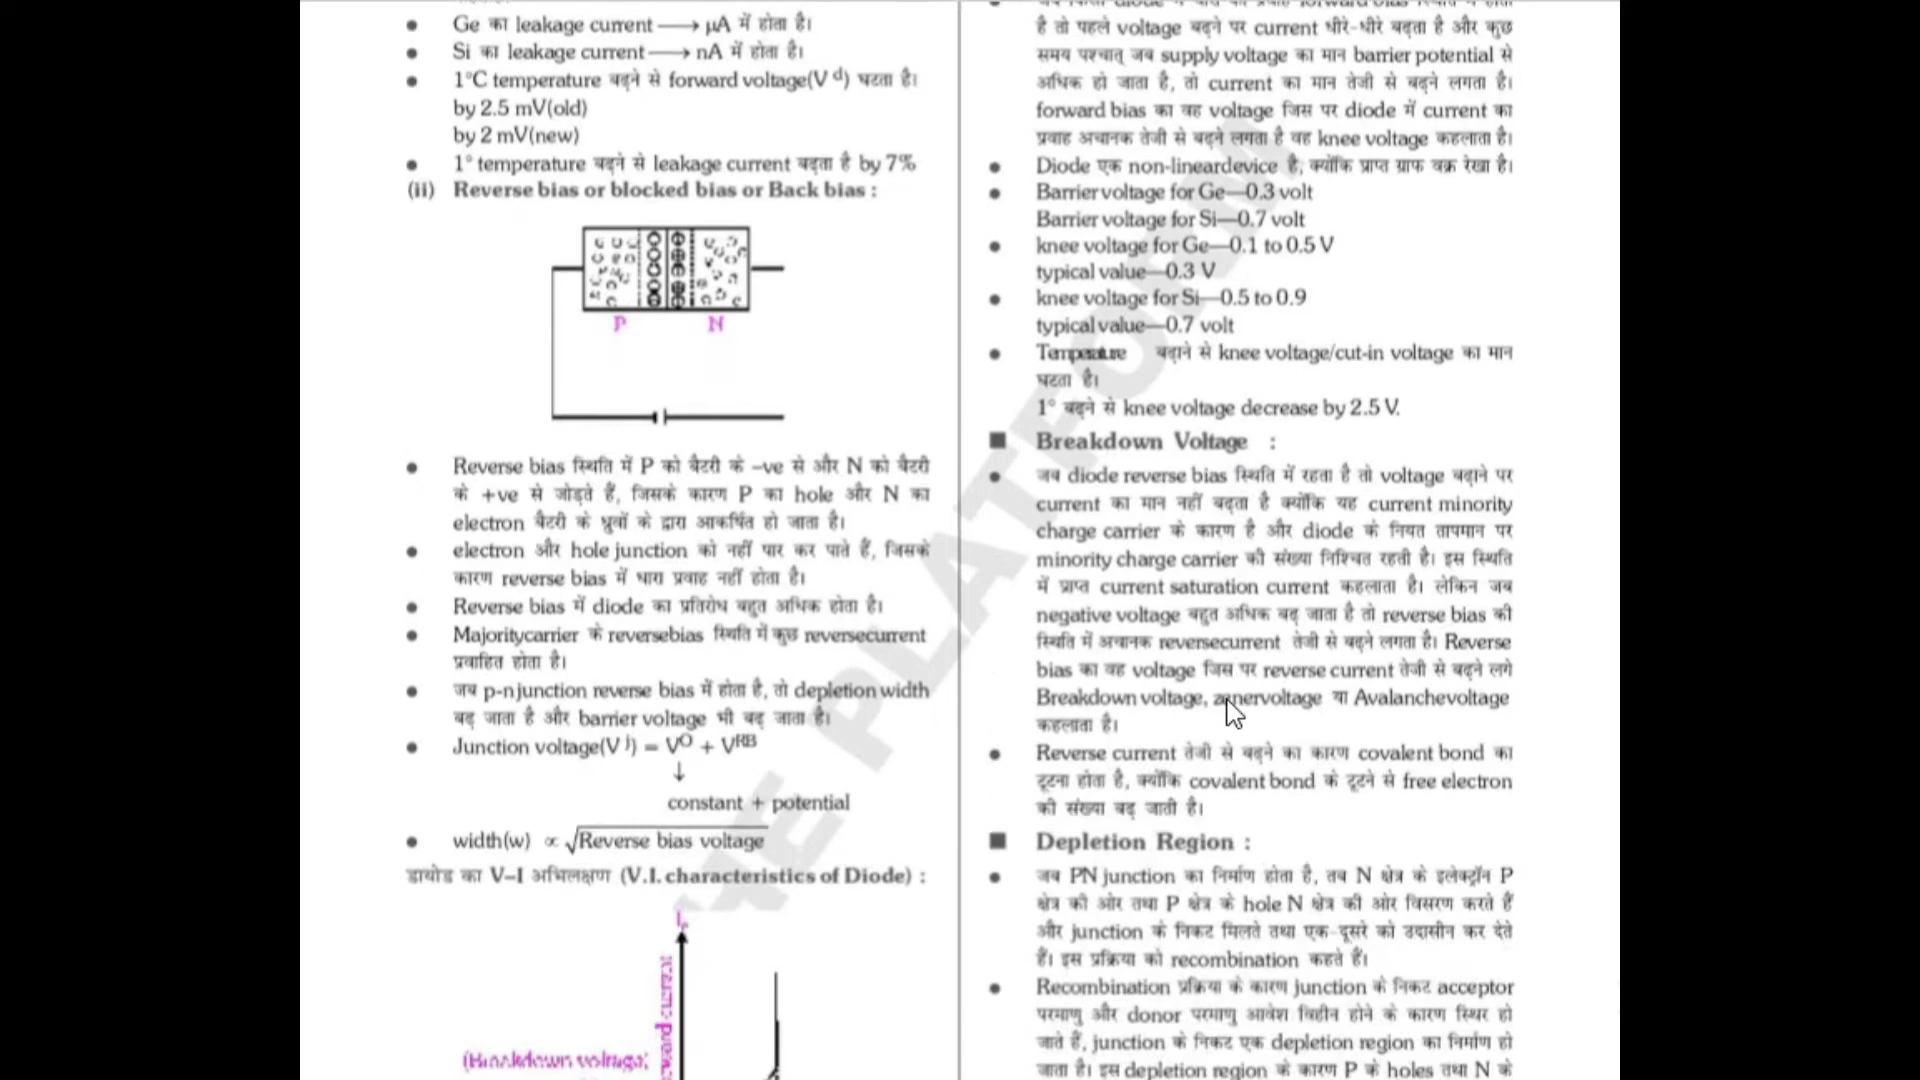 Ge का leakage current → μA में होता है।
Si का leakage current → nA में होता है।
1°C temperature बढ़ने से forward voltage(V d) घटता है।
by 2.5 mV(old)
by 2 mV(new)
1° temperature बढ़ने से leakage current बढ़ता है by 7%
(ii) Reverse bias or blocked bias or Back bias :
P N
Reverse bias स्थिति में P को बैटरी के –ve से और N को बैटरी
के +ve से जोड़ते हैं, जिसके कारण P का hole और N का
electron बैटरी के ध्रुवों के द्वारा आकर्षित हो जाता है।
electron और hole junction को नहीं पार कर पाते हैं, जिसके
कारण reverse bias में धारा प्रवाह नहीं होता है।
Reverse bias में diode का प्रतिरोध बहुत अधिक होता है।
Majoritycarrier के reversebias स्थिति में कुछ reversecurrent
प्रवाहित होता है।
जब p-n junction reverse bias में होता है, तो depletion width
बढ़ जाता है और barrier voltage भी बढ़ जाता है।
Junction voltage(V j) = VO + VRB
↓
constant + potential
width(w) ∝ √Reverse bias voltage
डायोड का V–I अभिलक्षण (V.I. characteristics of Diode) :
(Breakdown voltage)
है तो पहले voltage बढ़ने पर current धीरे-धीरे बढ़ता है और कुछ
समय पश्चात् जब supply voltage का मान barrier potential से
अधिक हो जाता है, तो current का मान तेजी से बढ़ने लगता है।
forward bias का वह voltage जिस पर diode में current का
प्रवाह अचानक तेजी से बढ़ने लगता है वह knee voltage कहलाता है।
Diode एक non-lineardevice है, क्योंकि प्राप्त ग्राफ वक्र रेखा है।
Barrier voltage for Ge—0.3 volt
Barrier voltage for Si—0.7 volt
knee voltage for Ge—0.1 to 0.5 V
typical value—0.3 V
knee voltage for Si—0.5 to 0.9
typical value—0.7 volt
Temperature बढ़ाने से knee voltage/cut-in voltage का मान
घटता है।
1° बढ़ने से knee voltage decrease by 2.5 V.
Breakdown Voltage :
जब diode reverse bias स्थिति में रहता है तो voltage बढ़ाने पर
current का मान नहीं बढ़ता है क्योंकि यह current minority
charge carrier के कारण है और diode के नियत तापमान पर
minority charge carrier की संख्या निश्चित रहती है। इस स्थिति
में प्राप्त current saturation current कहलाता है। लेकिन जब
negative voltage बहुत अधिक बढ़ जाता है तो reverse bias की
स्थिति में अचानक reversecurrent तेजी से बढ़ने लगता है। Reverse
bias का वह voltage जिस पर reverse current तेजी से बढ़ने लगे
Breakdown voltage, zenervoltage या Avalanchevoltage
कहलाता है।
Reverse current तेजी से बढ़ने का कारण covalent bond का
टूटना होता है, क्योंकि covalent bond के टूटने से free electron
की संख्या बढ़ जाती है।
Depletion Region :
जब PN junction का निर्माण होता है, तब N क्षेत्र के इलेक्ट्रॉन P
क्षेत्र की ओर तथा P क्षेत्र के hole N क्षेत्र की ओर विसरण करते हैं
और junction के निकट मिलते तथा एक-दूसरे को उदासीन कर देते
हैं। इस प्रक्रिया को recombination कहते हैं।
Recombination प्रक्रिया के कारण junction के निकट acceptor
परमाणु और donor परमाणु आवेश विहीन होने के कारण स्थिर हो
जाते हैं, junction के निकट एक depletion region का निर्माण हो
जाता है। इस depletion region के कारण P के holes तथा N के